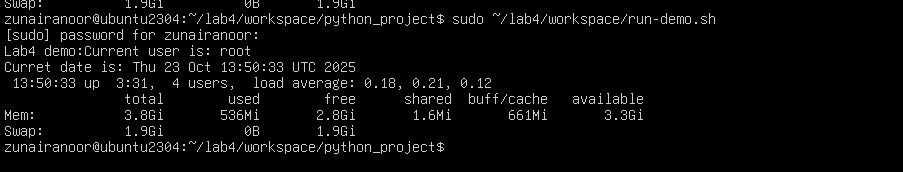 Swap: 1.9Gi 0B 1.9Gi
zunairanoor@ubuntu2304:~/lab4/workspace/python_project$ sudo ~/lab4/workspace/run-demo.sh
[sudo] password for zunairanoor:
Lab4 demo:Current user is: root
Curret date is: Thu 23 Oct 13:50:33 UTC 2025
13:50:33 up 3:31, 4 users, load average: 0.18, 0.21, 0.12
total used free shared buff/cache available
Mem: 3.8Gi 536Mi 2.8Gi 1.6Mi 661Mi 3.3Gi
Swap: 1.9Gi 0B 1.9Gi
zunairanoor@ubuntu2304:~/lab4/workspace/python_project$